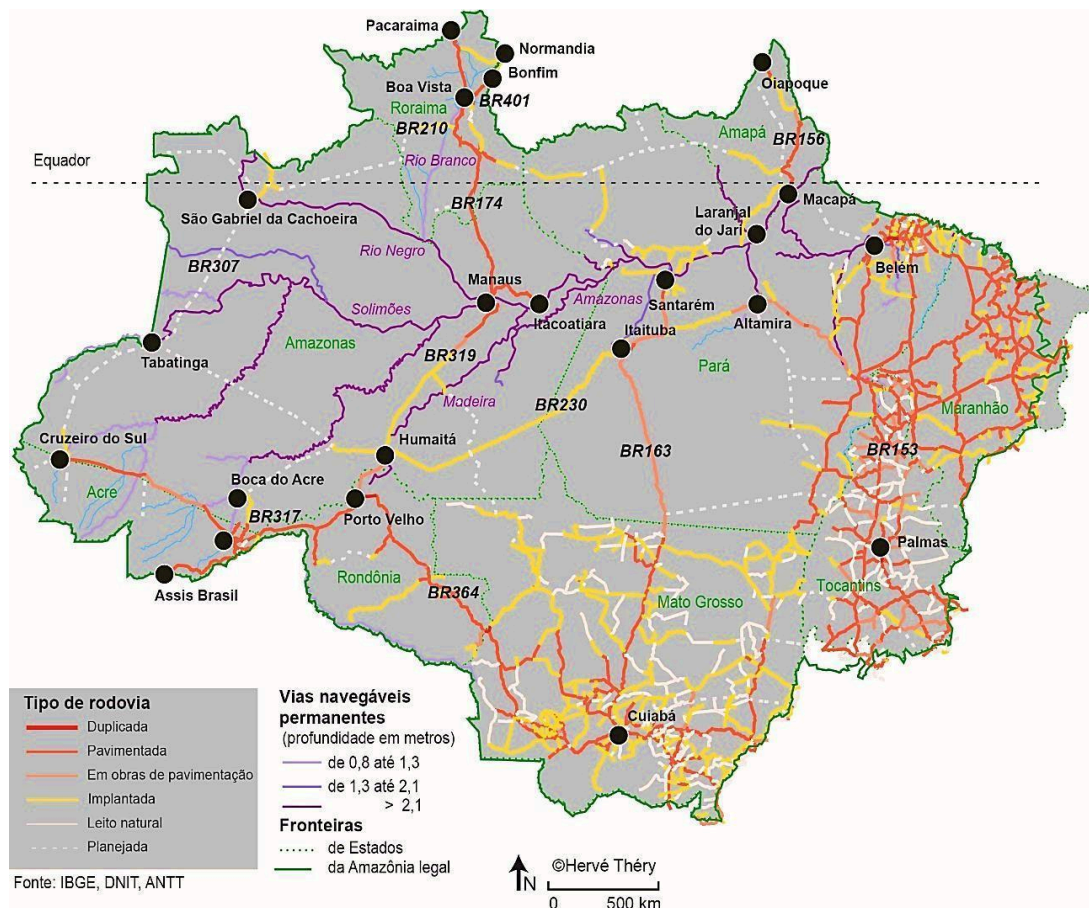 Pacaraima
Normandia
Bonfim
Boa Vista
BR401
Roraima
BR210
Rio Branco
Oiapoque
Amapá
BR156
Equador
BR174
Macapá
São Gabriel da Cachoeira
Laranjal
do Jari
Rio Negro
Belém
BR307
Manaus
Amazonas
Santarém
Solimões
Itacoatiara
Itaituba
Altamira
Tabatinga
Amazonas
BR319
Pará
Madeira
BR230
Maranhão
Cruzeiro do Sul
Humaitá
BR163
BR153
Boca do Acre
Acre
BR317
Porto Velho
Palmas
Assis Brasil
Rondônia
BR364
Mato Grosso
Tocantins
Cuiabá
Tipo de rodovia
Duplicada
Pavimentada
Em obras de pavimentação
Implantada
Leito natural
Planejada
Vias navegáveis
permanentes
(profundidade em metros)
de 0,8 até 1,3
de 1,3 até 2,1
> 2,1
Fronteiras
de Estados
da Amazônia legal
Fonte: IBGE, DNIT, ANTT
N
©Hervé Théry
0 500 km